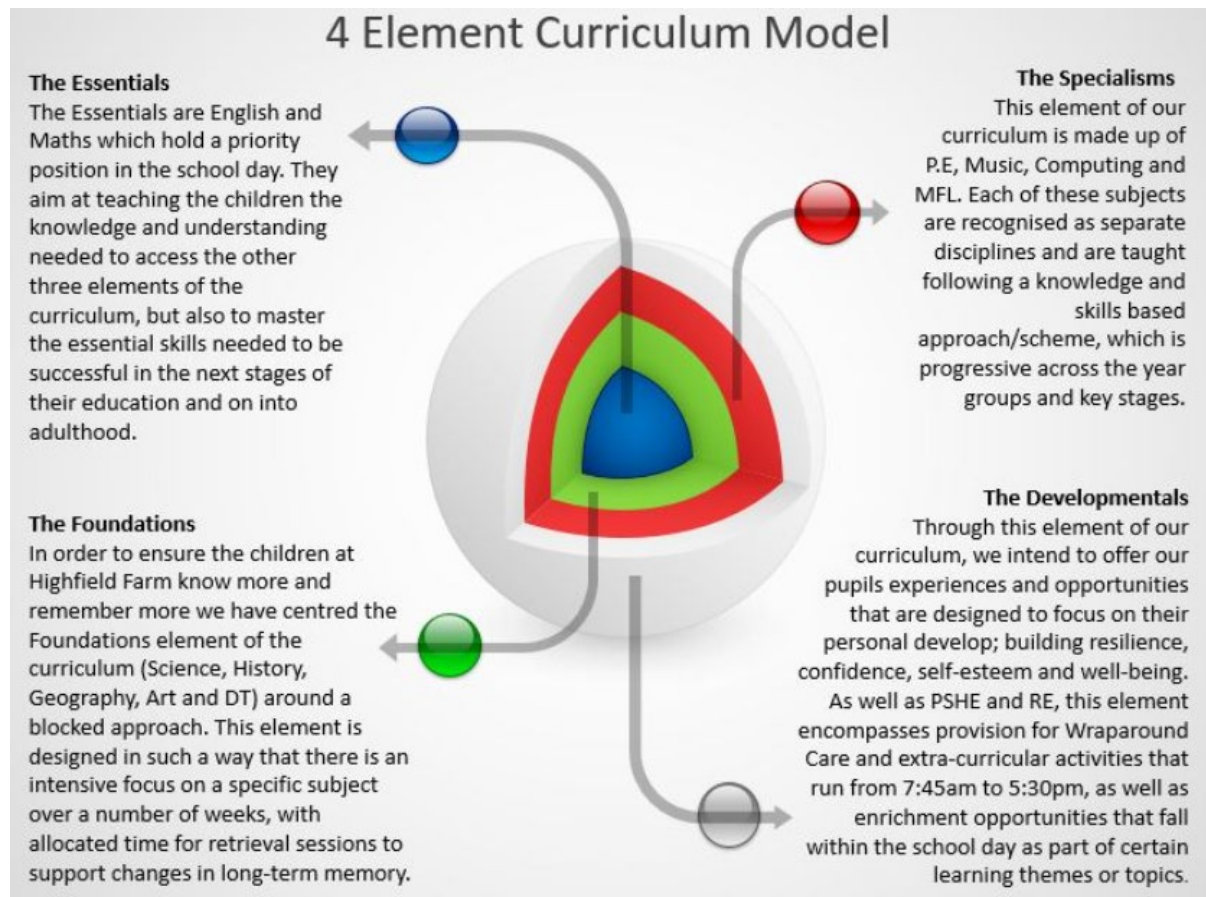 4 Element Curriculum Model
The Essentials
The Essentials are English and
Maths which hold a priority
position in the school day. They
aim at teaching the children the
knowledge and understanding
needed to access the other
three elements of the
curriculum, but also to master
the essential skills needed to be
successful in the next stages of
their education and on into
adulthood.
The Specialisms
This element of our
curriculum is made up of
P.E, Music, Computing and
MFL. Each of these subjects
are recognised as separate
disciplines and are taught
following a knowledge and
skills based
approach/scheme, which is
progressive across the year
groups and key stages.
The Foundations
In order to ensure the children at
Highfield Farm know more and
remember more we have centred the
Foundations element of the
curriculum (Science, History,
Geography, Art and DT) around a
blocked approach. This element is
designed in such a way that there is an
intensive focus on a specific subject
over a number of weeks, with
allocated time for retrieval sessions to
support changes in long-term memory.
The Developmentals
Through this element of our
curriculum, we intend to offer our
pupils experiences and opportunities
that are designed to focus on their
personal develop; building resilience,
confidence, self-esteem and well-being.
As well as PSHE and RE, this element
encompasses provision for Wraparound
Care and extra-curricular activities that
run from 7:45am to 5:30pm, as well as
enrichment opportunities that fall
within the school day as part of certain
learning themes or topics.